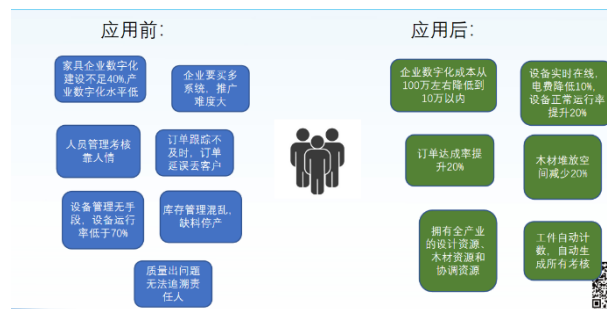 应用前：
应用后：
家具企业数字化
建设不足40%,产
业数字化水平低
企业要买多
系统，推广
难度大
人员管理考核
靠人情
订单跟踪不
及时，订单
延误丢客户
设备管理无手
段，设备运行
率低于70%
库存管理混乱，
缺料停产
质量出问题
无法追溯责
任人
企业数字化成本从
100万左右降低到
10万以内
设备实时在线，
电费降低10%，
设备正常运行率
提升20%
订单达成率提
升20%
木材堆放空
间减少20%
拥有全产业
的设计资源、
木材资源和
协调资源
工件自动计
数，自动生
成所有考核